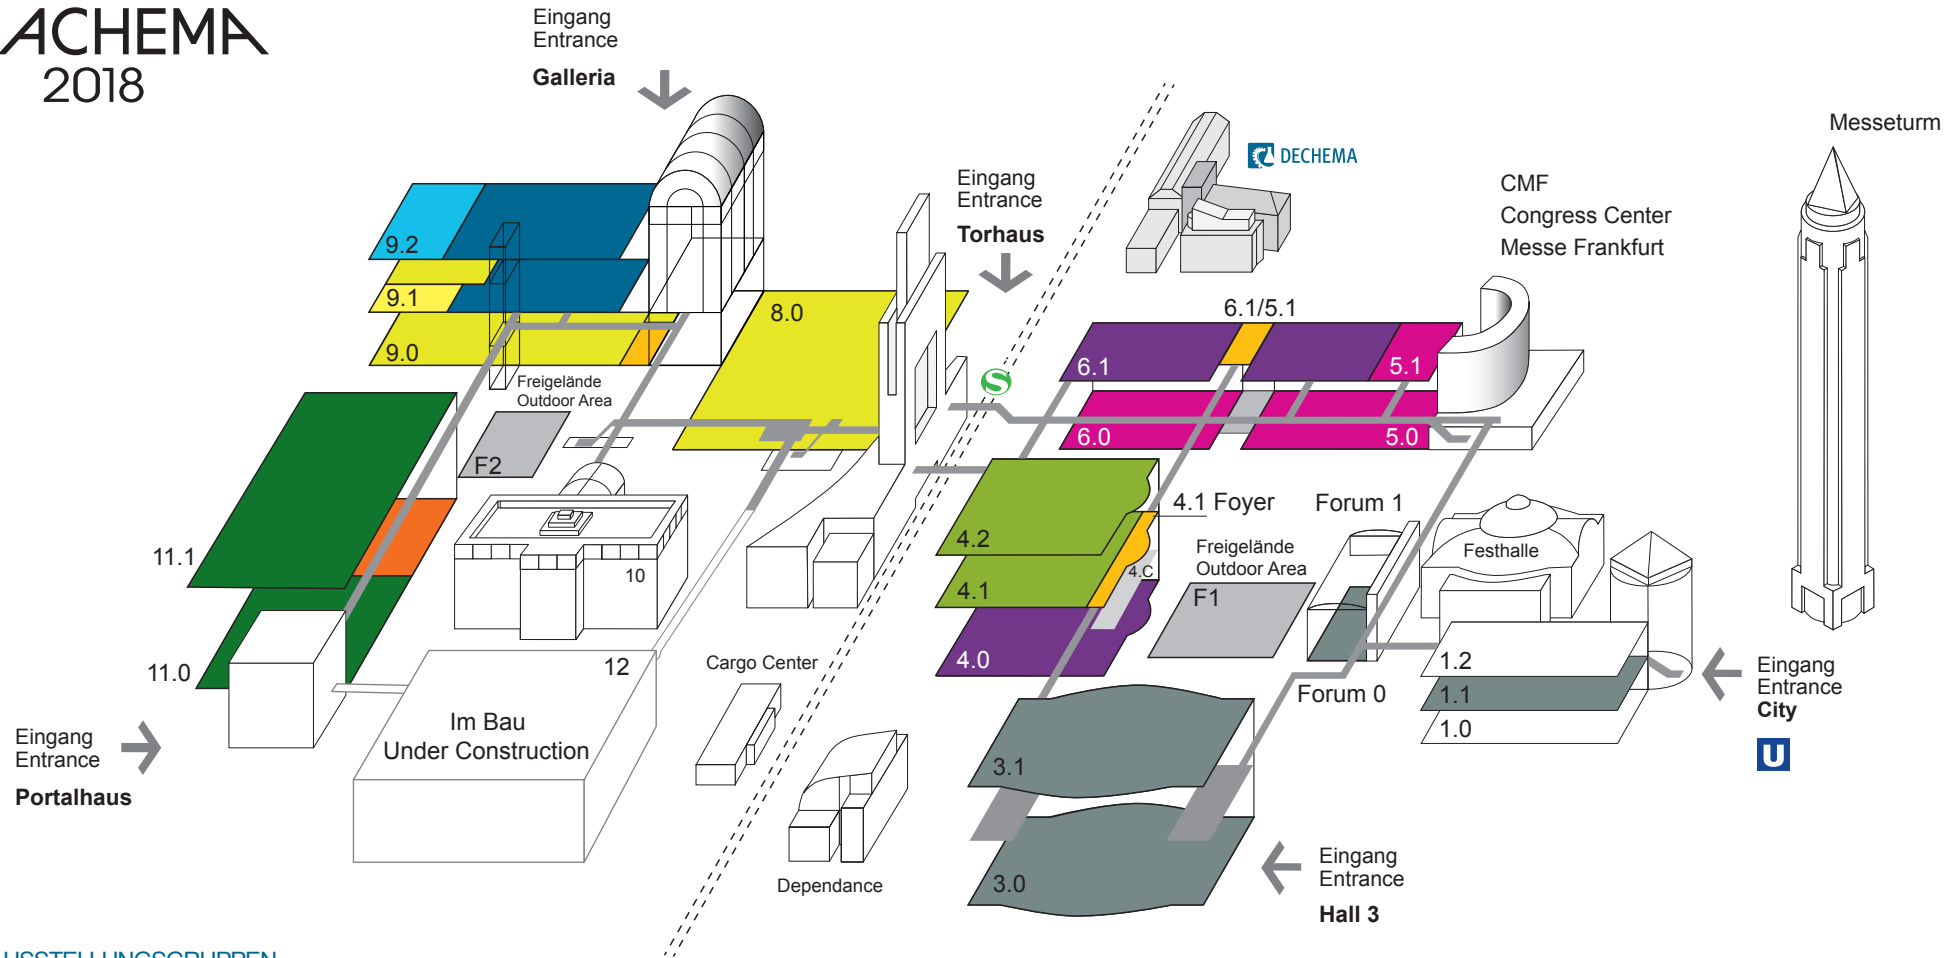 ACHEMA
2018
Eingang
Entrance
Galleria
Eingang
Entrance
Torhaus
DECHEMA
CMF
Congress Center
Messe Frankfurt
Messeturm
9.2
9.1
9.0
8.0
Freigelände
Outdoor Area
F2
S
6.1/5.1
6.1
5.1
6.0
5.0
11.1
11.0
10
12
Im Bau
Under Construction
Eingang
Entrance
Portalhaus
Cargo Center
Dependance
4.2
4.1
4.0
4.1 Foyer
4.C
Freigelände
Outdoor Area
F1
Forum 1
Forum 0
Festhalle
1.2
1.1
1.0
Eingang
Entrance
City
U
3.1
3.0
Eingang
Entrance
Hall 3